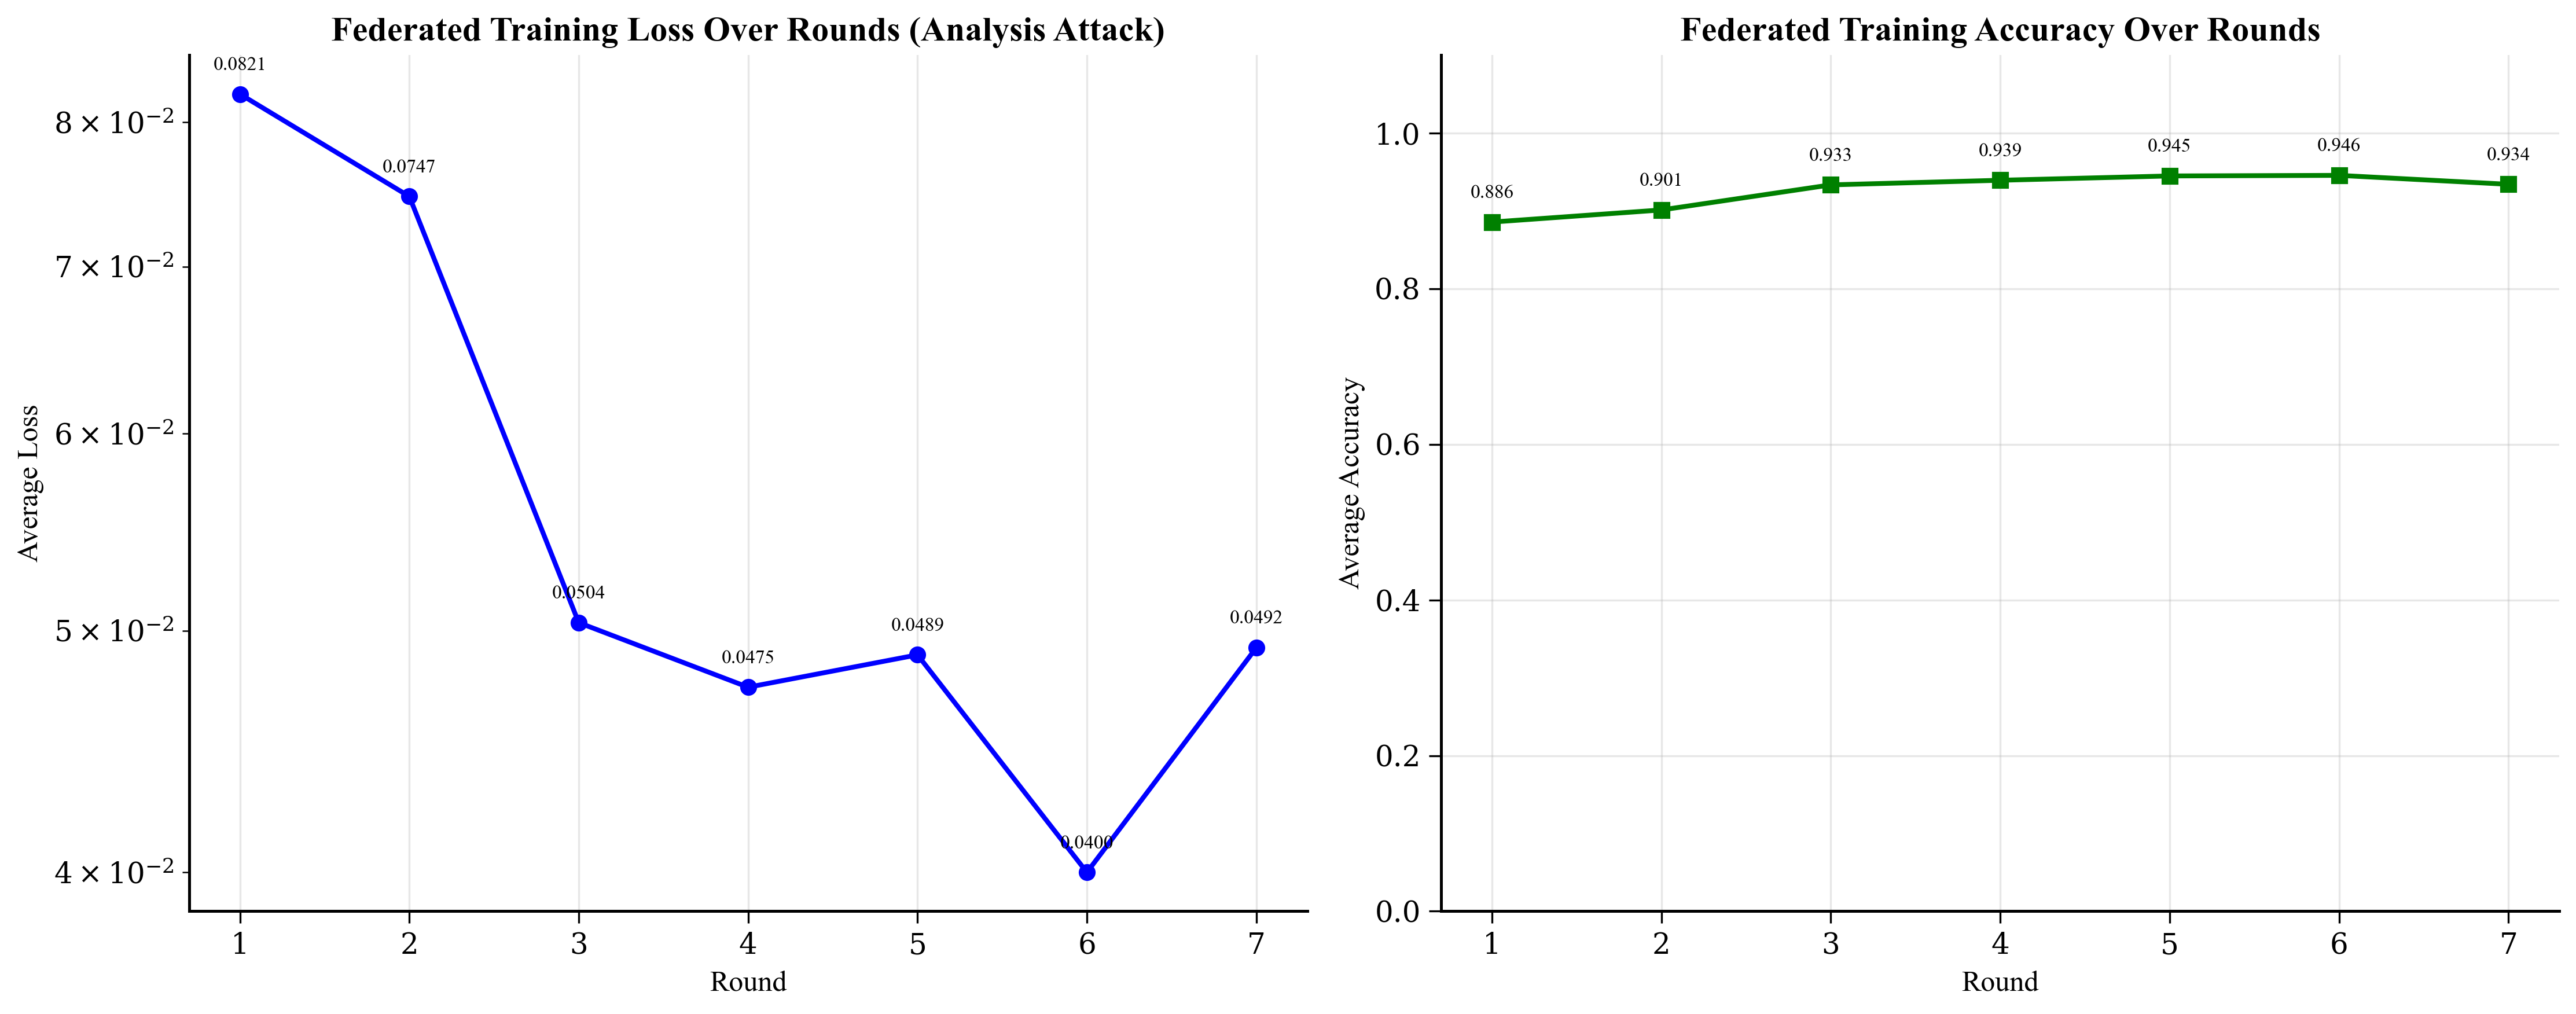 Federated Training Loss Over Rounds (Analysis Attack)
Average Loss
8 × 10⁻²
7 × 10⁻²
6 × 10⁻²
5 × 10⁻²
4 × 10⁻²
0.0821
0.0747
0.0504
0.0475
0.0489
0.0400
0.0492
1 2 3 4 5 6 7
Round
Federated Training Accuracy Over Rounds
Average Accuracy
1.0
0.8
0.6
0.4
0.2
0.0
0.886
0.901
0.933
0.939
0.945
0.946
0.934
1 2 3 4 5 6 7
Round